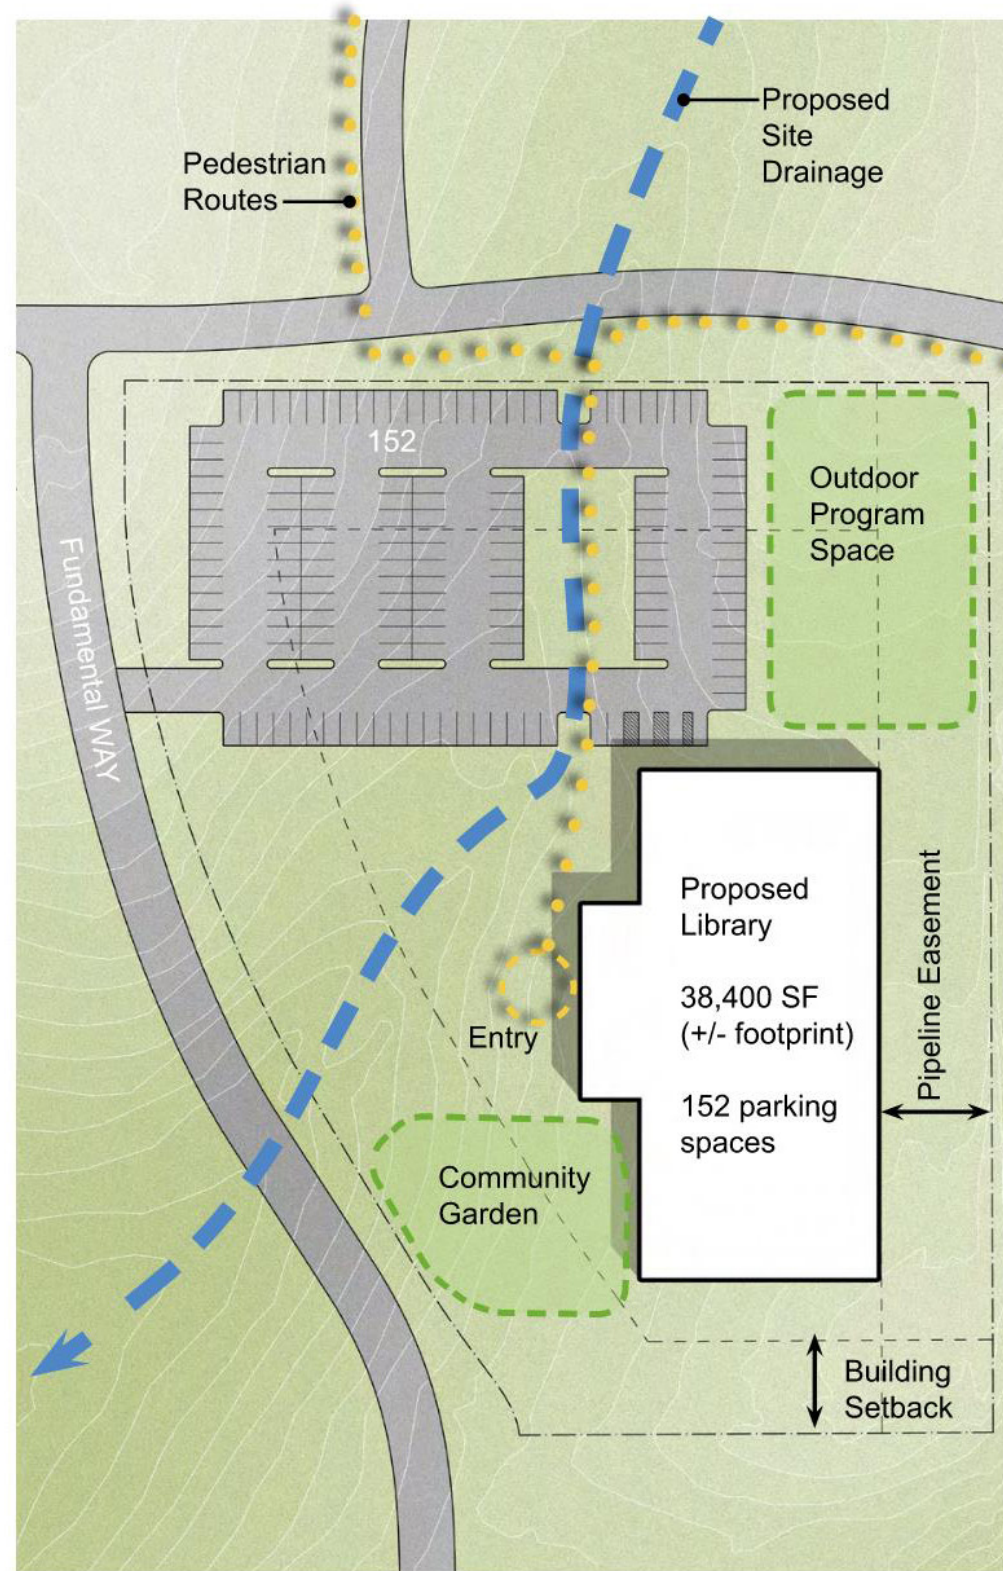 Proposed
Site
Drainage
Pedestrian
Routes
152
Outdoor
Program
Space
Fundamental WAY
Proposed
Library
38,400 SF
(+/- footprint)
152 parking
spaces
Pipeline Easement
Entry
Community
Garden
Building
Setback